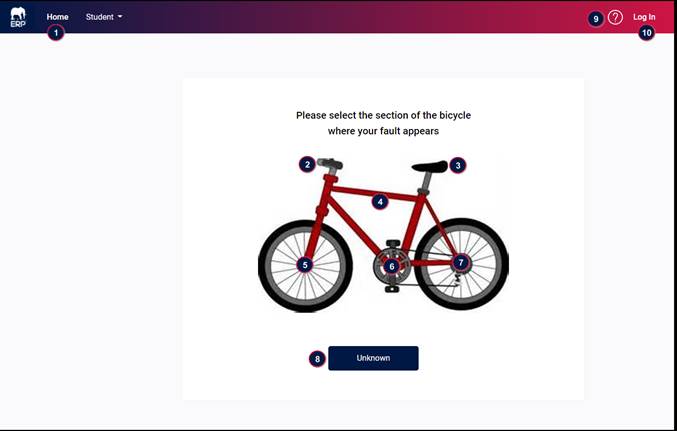 ERP
Home
Student
9
?
Log In
1
10
Please select the section of the bicycle
where your fault appears
2
3
4
5
6
7
8
Unknown